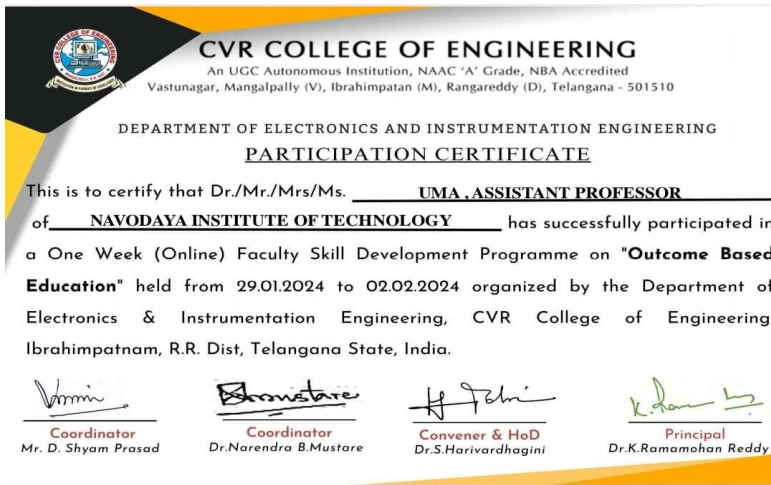 CVR COLLEGE OF ENGINEERING
CVR COLLEGE OF ENGINEERING
An UGC Autonomous Institution, NAAC 'A' Grade, NBA Accredited
Vastunagar, Mangalpally (V), Ibrahimpatan (M), Rangareddy (D), Telangana - 501510
DEPARTMENT OF ELECTRONICS AND INSTRUMENTATION ENGINEERING
PARTICIPATION CERTIFICATE
This is to certify that Dr./Mr./Mrs/Ms. UMA , ASSISTANT PROFESSOR
of NAVODAYA INSTITUTE OF TECHNOLOGY has successfully participated in
a One Week (Online) Faculty Skill Development Programme on "Outcome Based
Education" held from 29.01.2024 to 02.02.2024 organized by the Department of
Electronics & Instrumentation Engineering, CVR College of Engineering
Ibrahimpatnam, R.R. Dist, Telangana State, India.
Coordinator Coordinator Convener & HoD Principal
Mr. D. Shyam Prasad Dr.Narendra B.Mustare Dr.S.Harivardhagini Dr.K.Ramamohan Reddy